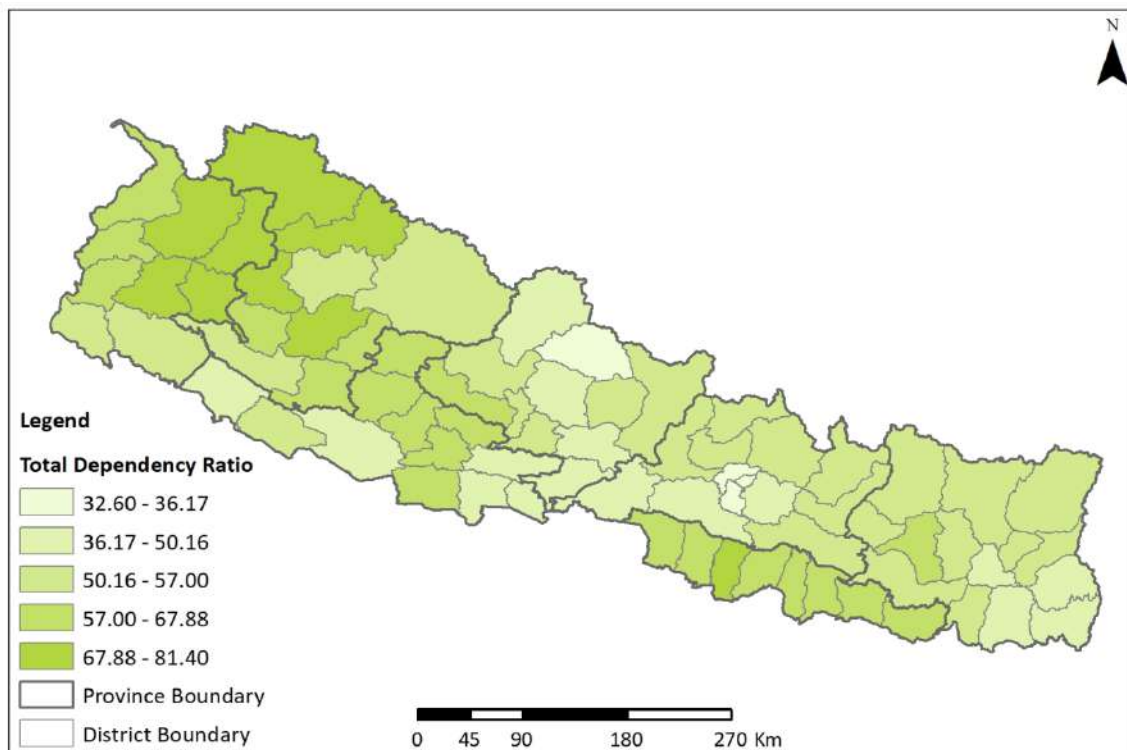 N
Legend
Total Dependency Ratio
32.60 - 36.17
36.17 - 50.16
50.16 - 57.00
57.00 - 67.88
67.88 - 81.40
Province Boundary
District Boundary
0 45 90 180 270 Km